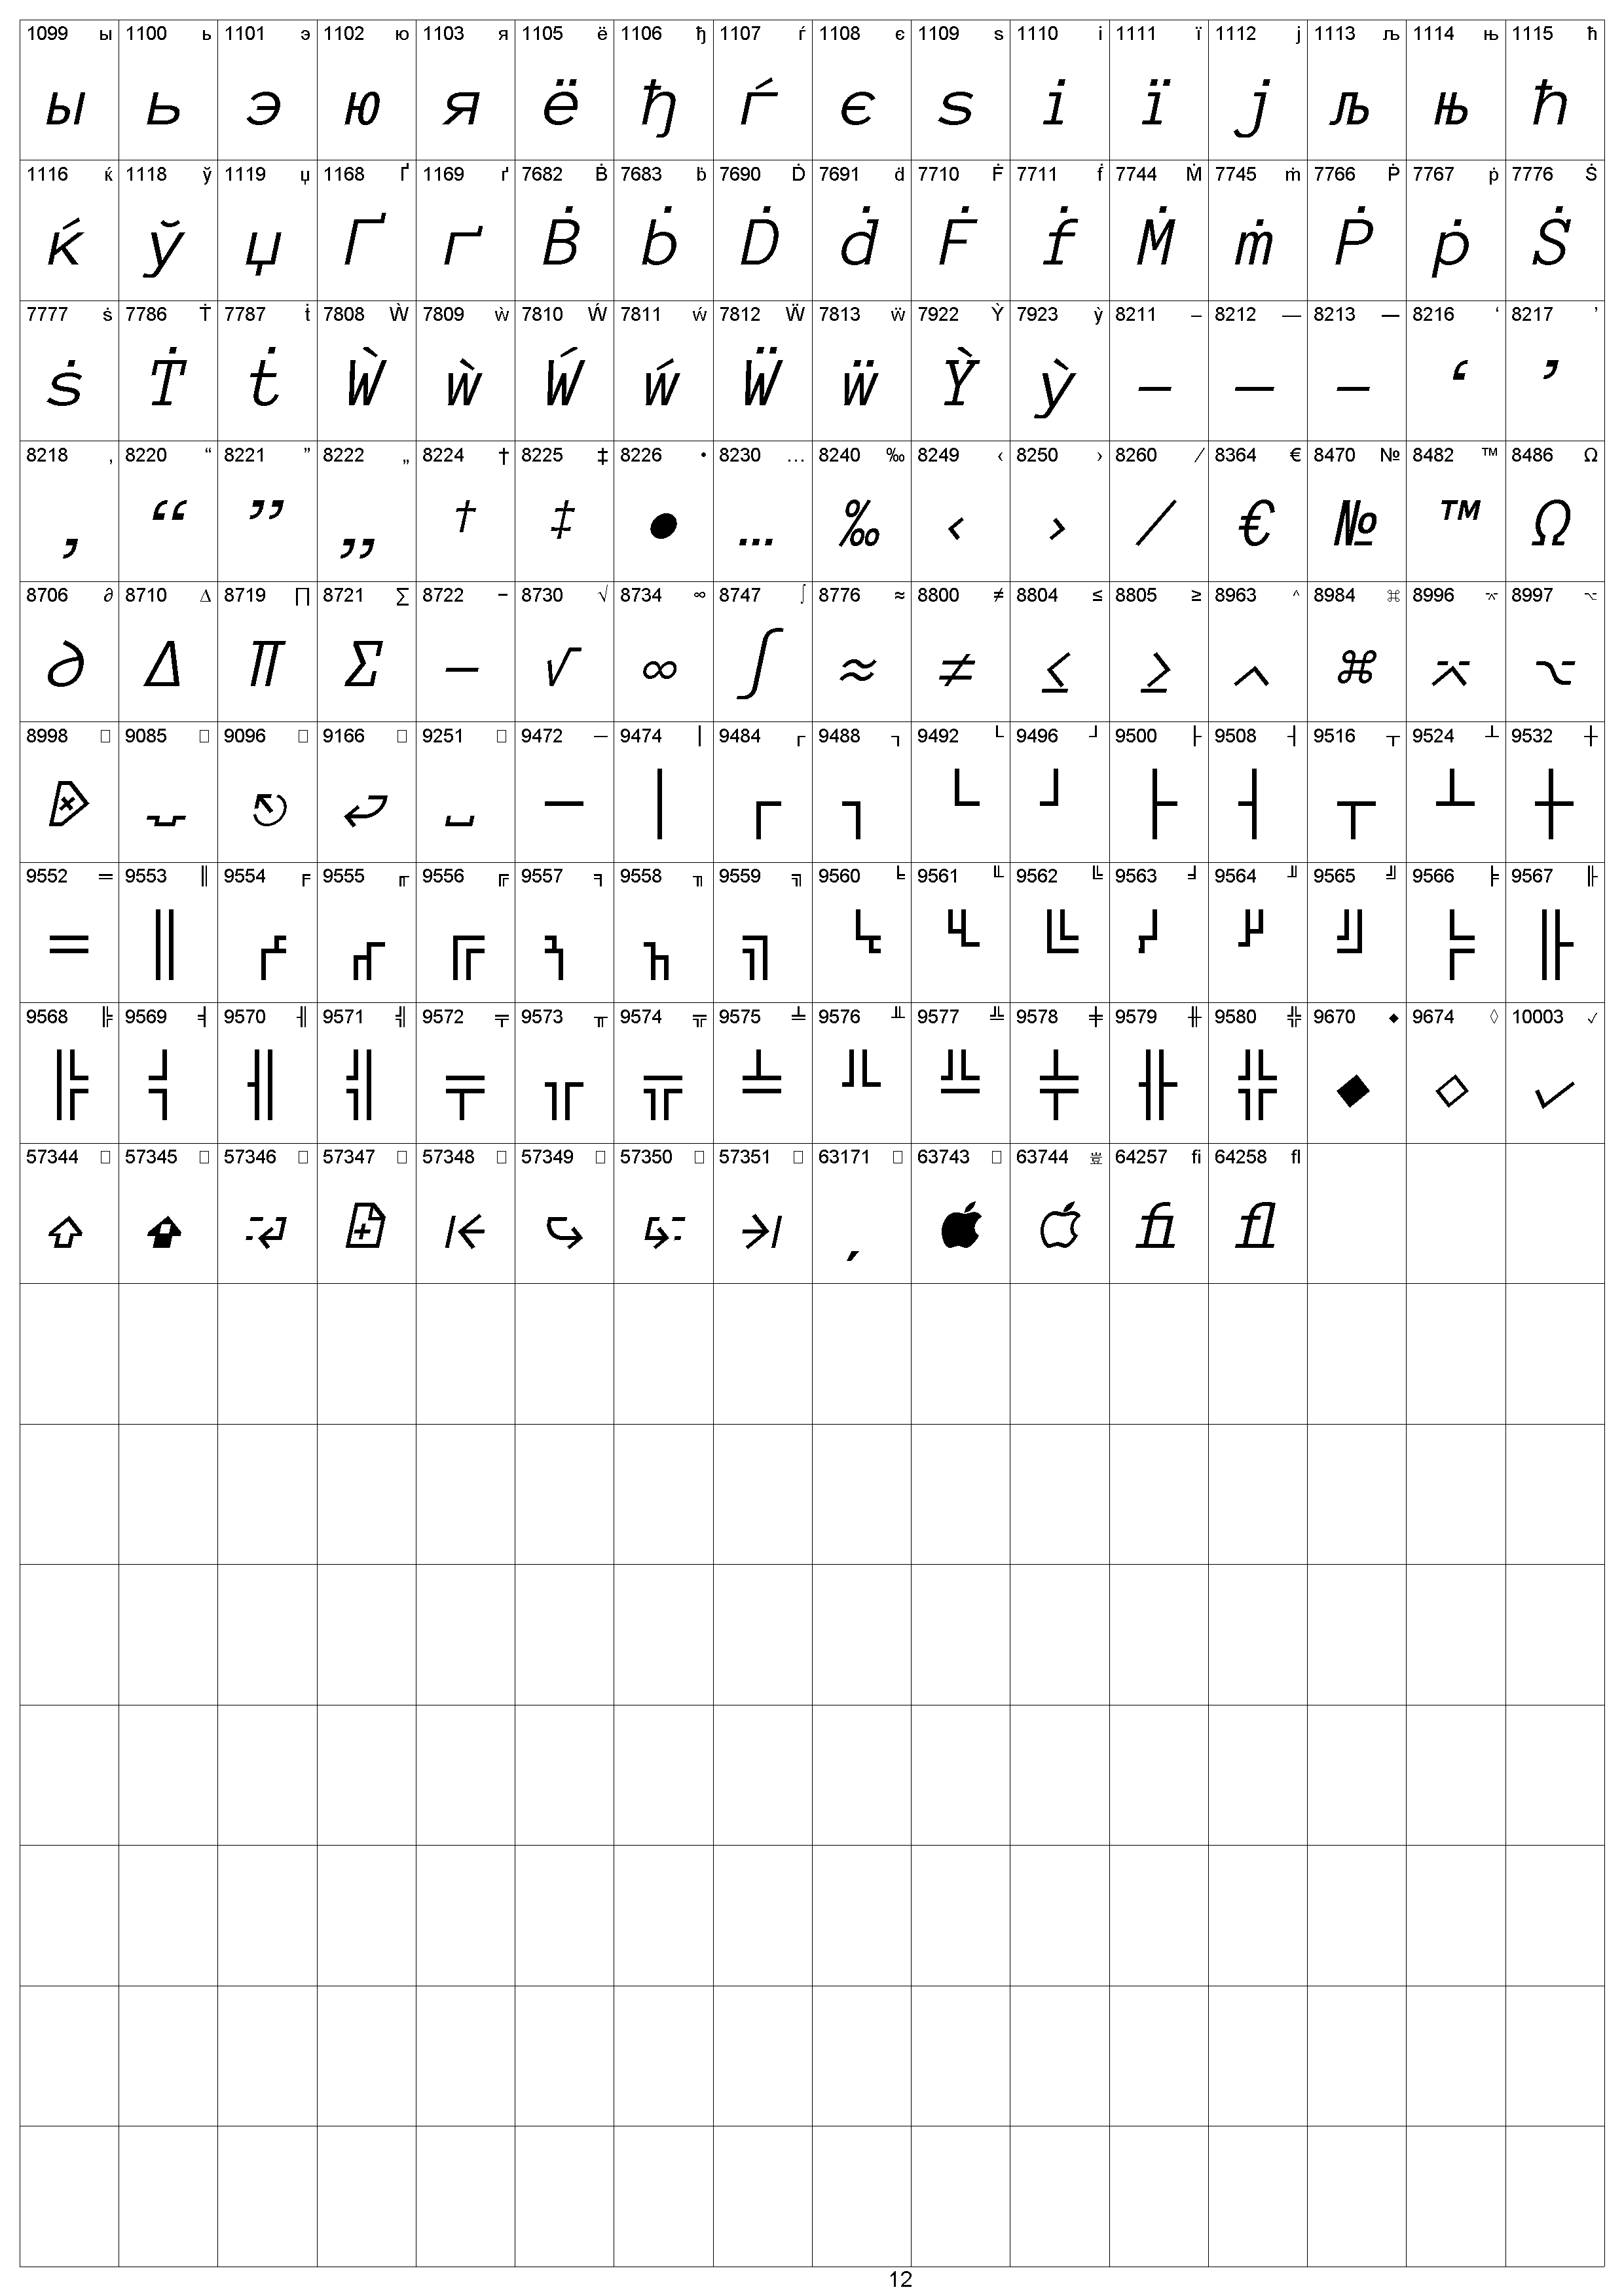 1099 ы 1100 ь 1101 э 1102 ю 1103 я 1105 ё 1106 ђ 1107 ѓ 1108 є 1109 ѕ 1110 і 1111 ї 1112 ј 1113 љ 1114 њ 1115 ћ
ы ь э ю я ё ђ ѓ є ѕ і ї ј љ њ ћ
1116 ќ 1118 ў 1119 џ 1168 Ґ 1169 ґ 7682 Ḃ 7683 ḃ 7690 Ḋ 7691 ḋ 7710 Ḟ 7711 ḟ 7744 Ṁ 7745 ṁ 7766 Ṗ 7767 ṗ 7776 Ṡ
ќ ў џ Ґ ґ Ḃ ḃ Ḋ ḋ Ḟ ḟ Ṁ ṁ Ṗ ṗ Ṡ
7777 ṡ 7786 Ṫ 7787 ṫ 7808 Ẁ 7809 ẁ 7810 Ẃ 7811 ẃ 7812 Ẅ 7813 ẅ 7922 Ỳ 7923 ỳ 8211 – 8212 — 8213 ― 8216 ‘ 8217 ’
ṡ Ṫ ṫ Ẁ ẁ Ẃ ẃ Ẅ ẅ Ỳ ỳ – — ― ‘ ’
8218 ‚ 8220 “ 8221 ” 8222 „ 8224 † 8225 ‡ 8226 • 8230 … 8240 ‰ 8249 ‹ 8250 › 8260 ⁄ 8364 € 8470 № 8482 ™ 8486 Ω
‚ “ ” „ † ‡ • … ‰ ‹ › ⁄ € № ™ Ω
8706 ∂ 8710 ∆ 8719 ∏ 8721 ∑ 8722 − 8730 √ 8734 ∞ 8747 ∫ 8776 ≈ 8800 ≠ 8804 ≤ 8805 ≥ 8963 ⌃ 8984 ⌘ 8996 ⌤ 8997 ⌥
∂ ∆ ∏ ∑ − √ ∞ ∫ ≈ ≠ ≤ ≥ ⌃ ⌘ ⌤ ⌥
8998 □ 9085 □ 9096 □ 9166 □ 9251 □ 9472 ─ 9474 │ 9484 ┌ 9488 ┐ 9492 └ 9496 ┘ 9500 ├ 9508 ┤ 9516 ┬ 9524 ┴ 9532 ┼
⌦ ⍽ ⎈ ⏎ ␣ ─ │ ┌ ┐ └ ┘ ├ ┤ ┬ ┴ ┼
9552 ═ 9553 ║ 9554 ╒ 9555 ╓ 9556 ╔ 9557 ╕ 9558 ╖ 9559 ╗ 9560 ╘ 9561 ╙ 9562 ╚ 9563 ╛ 9564 ╜ 9565 ╝ 9566 ╞ 9567 ╟
═ ║ ╒ ╓ ╔ ╕ ╖ ╗ ╘ ╙ ╚ ╛ ╜ ╝ ╞ ╟
9568 ╠ 9569 ╡ 9570 ╢ 9571 ╣ 9572 ╤ 9573 ╥ 9574 ╦ 9575 ╧ 9576 ╨ 9577 ╩ 9578 ╪ 9579 ╫ 9580 ╬ 9670 ◆ 9674 ◊ 10003 ✓
╠ ╡ ╢ ╣ ╤ ╥ ╦ ╧ ╨ ╩ ╪ ╫ ╬ ◆ ◊ ✓
57344 □ 57345 □ 57346 □ 57347 □ 57348 □ 57349 □ 57350 □ 57351 □ 63171 □ 63743 □ 63744 豈 64257 ﬁ 64258 ﬂ
ﬁ ﬂ
12